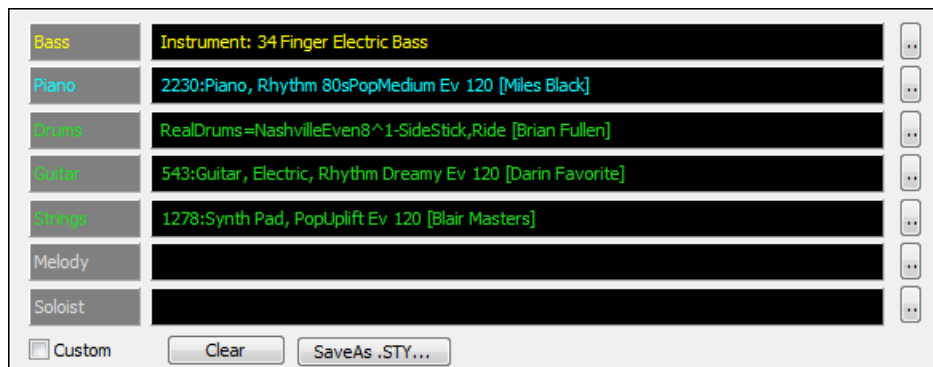 Bass Instrument: 34 Finger Electric Bass ..
Piano 2230:Piano, Rhythm 80sPopMedium Ev 120 [Miles Black] ..
Drums RealDrums=NashvilleEven8^1-SideStick,Ride [Brian Fullen] ..
Guitar 543:Guitar, Electric, Rhythm Dreamy Ev 120 [Darin Favorite] ..
Strings 1278:Synth Pad, PopUplift Ev 120 [Blair Masters] ..
Melody ..
Soloist ..
Custom Clear SaveAs .STY...